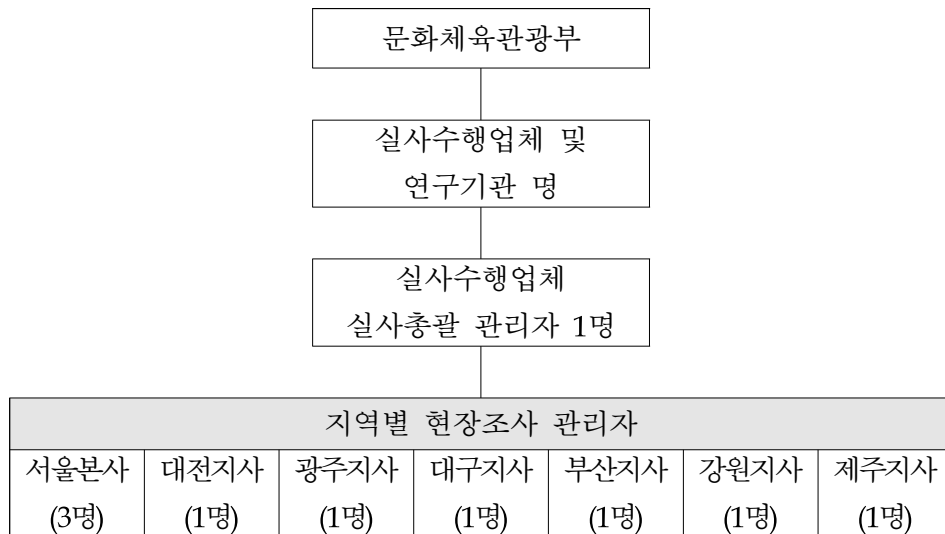 문화체육관광부
실사수행업체 및
연구기관 명
실사수행업체
실사총괄 관리자 1명
지역별 현장조사 관리자
서울본사 대전지사 광주지사 대구지사 부산지사 강원지사 제주지사
(3명) (1명) (1명) (1명) (1명) (1명) (1명)